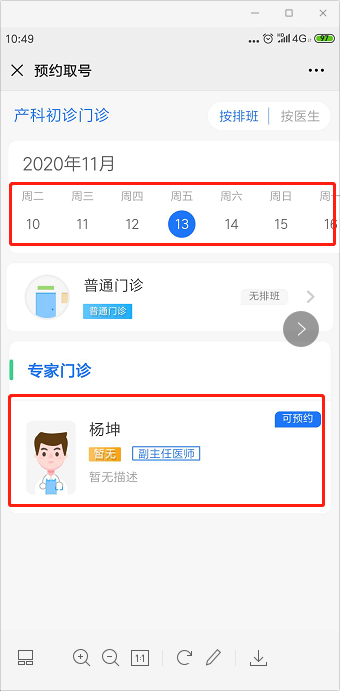 10:49
HD 4G 97
预约取号
产科初诊门诊
按排班 按医生
2020年11月
周二 周三 周四 周五 周六 周日 周一
10 11 12 13 14 15 16
普通门诊
无排班
普通门诊
专家门诊
可预约
杨坤
暂无 副主任医师
暂无描述
1:1